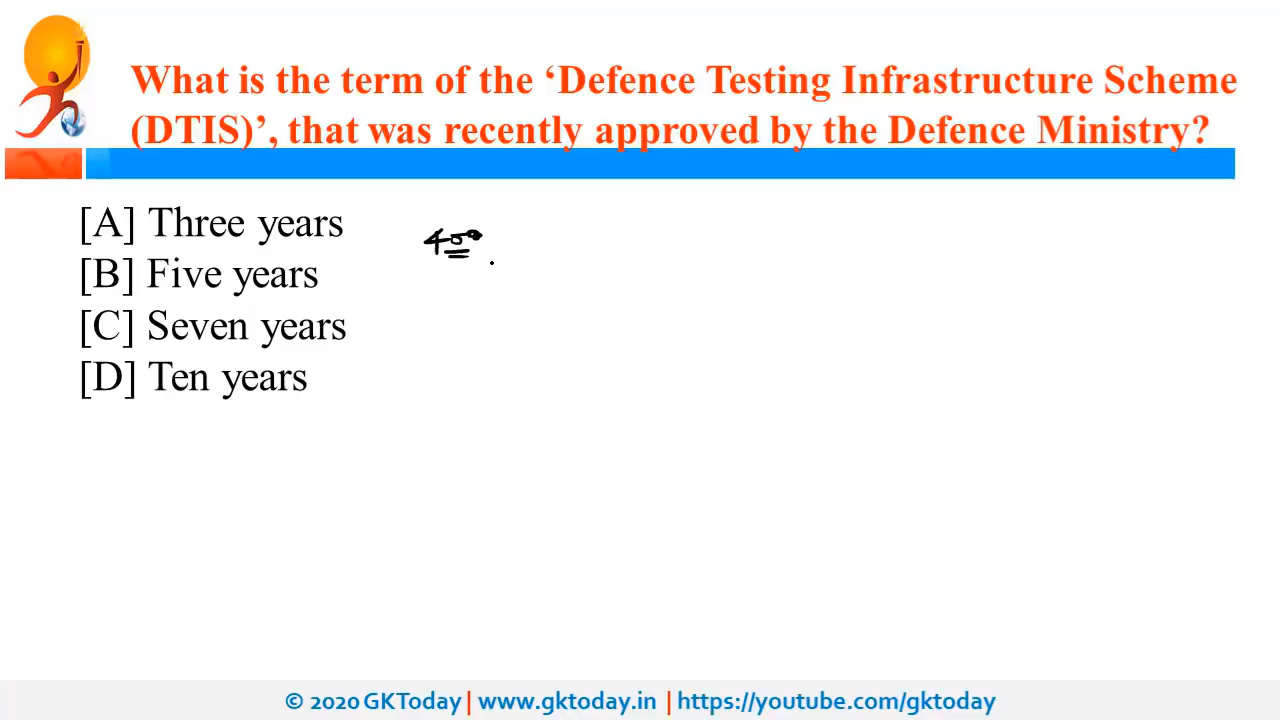 What is the term of the ‘Defence Testing Infrastructure Scheme
(DTIS)’, that was recently approved by the Defence Ministry?
[A] Three years
400
[B] Five years
[C] Seven years
[D] Ten years
© 2020 GKToday | www.gktoday.in | https://youtube.com/gktoday